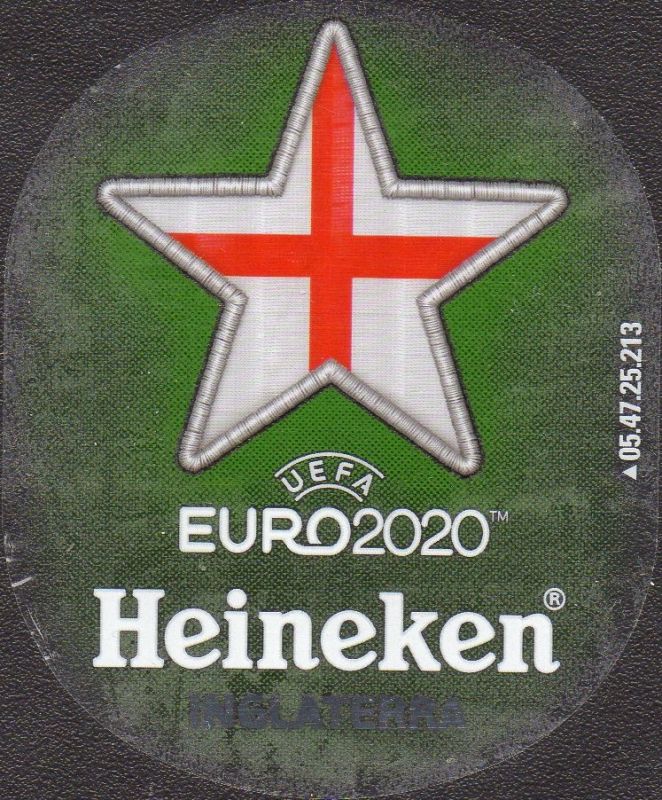 UEFA
EURO2020™
Heineken®
INGLATERRA
▲05.47.25.213